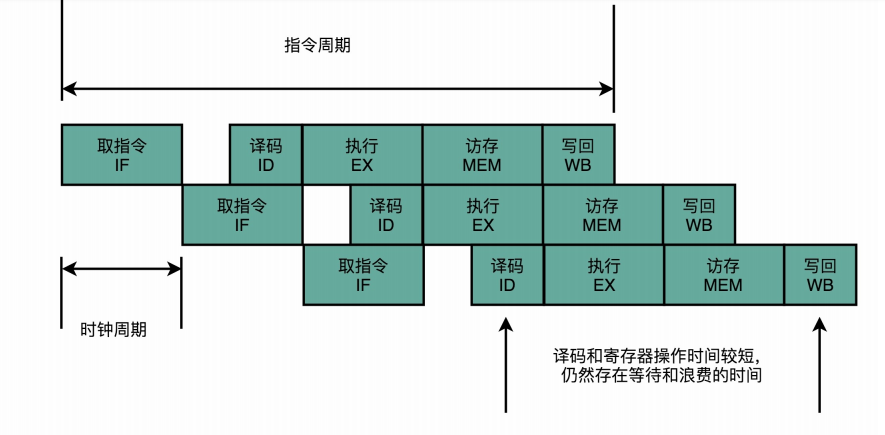 指令周期
取指令 译码 执行 访存 写回
IF ID EX MEM WB
取指令 译码 执行 访存 写回
IF ID EX MEM WB
取指令 译码 执行 访存 写回
IF ID EX MEM WB
时钟周期
译码和寄存器操作时间较短，
仍然存在等待和浪费的时间